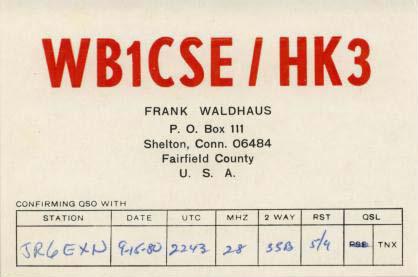 WB1CSE / HK3
FRANK WALDHAUS
P. O. Box 111
Shelton, Conn. 06484
Fairfield County
U. S. A.
CONFIRMING QSO WITH
STATION DATE UTC MHZ 2 WAY RST QSL
JR6EXN 9-15-80 2243 28 SSB 5/9 PSE TNX